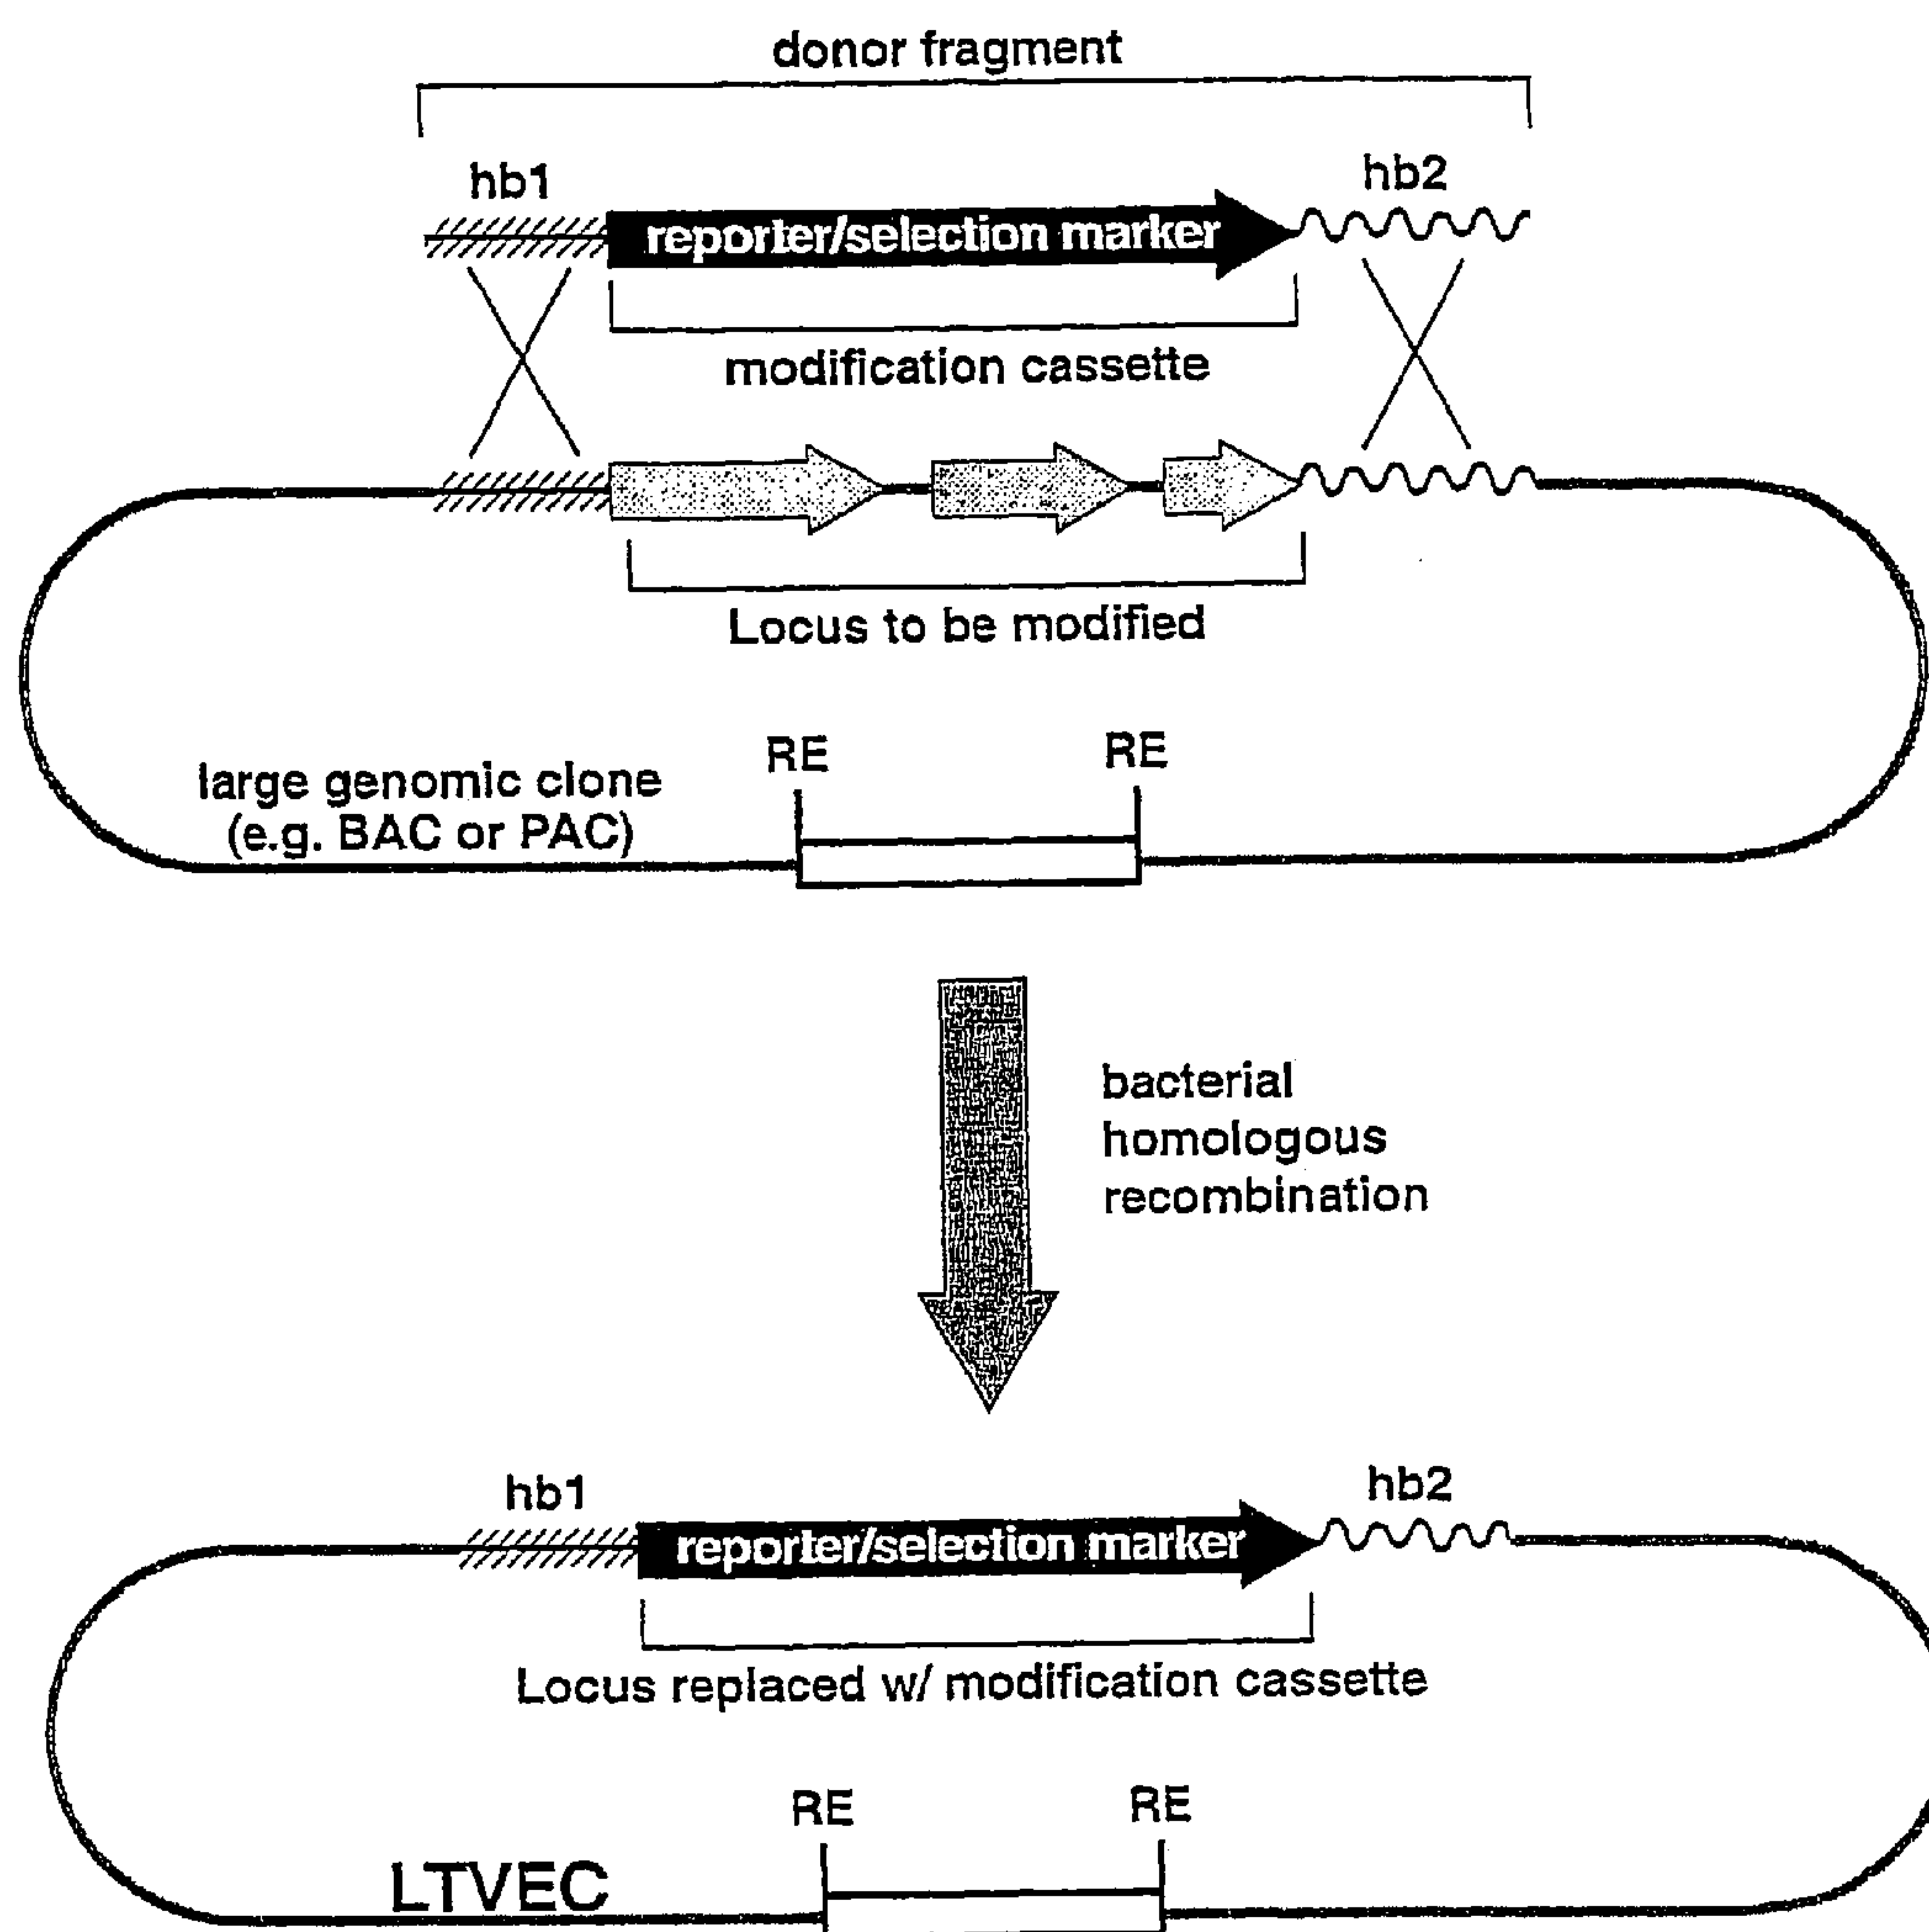 donor fragment
hb1
hb2
reporter/selection marker
modification cassette
Locus to be modified
RE
RE
large genomic clone
(e.g. BAC or PAC)
bacterial
homologous
recombination
hb1
hb2
reporter/selection marker
Locus replaced w/ modification cassette
RE
RE
LTVEC